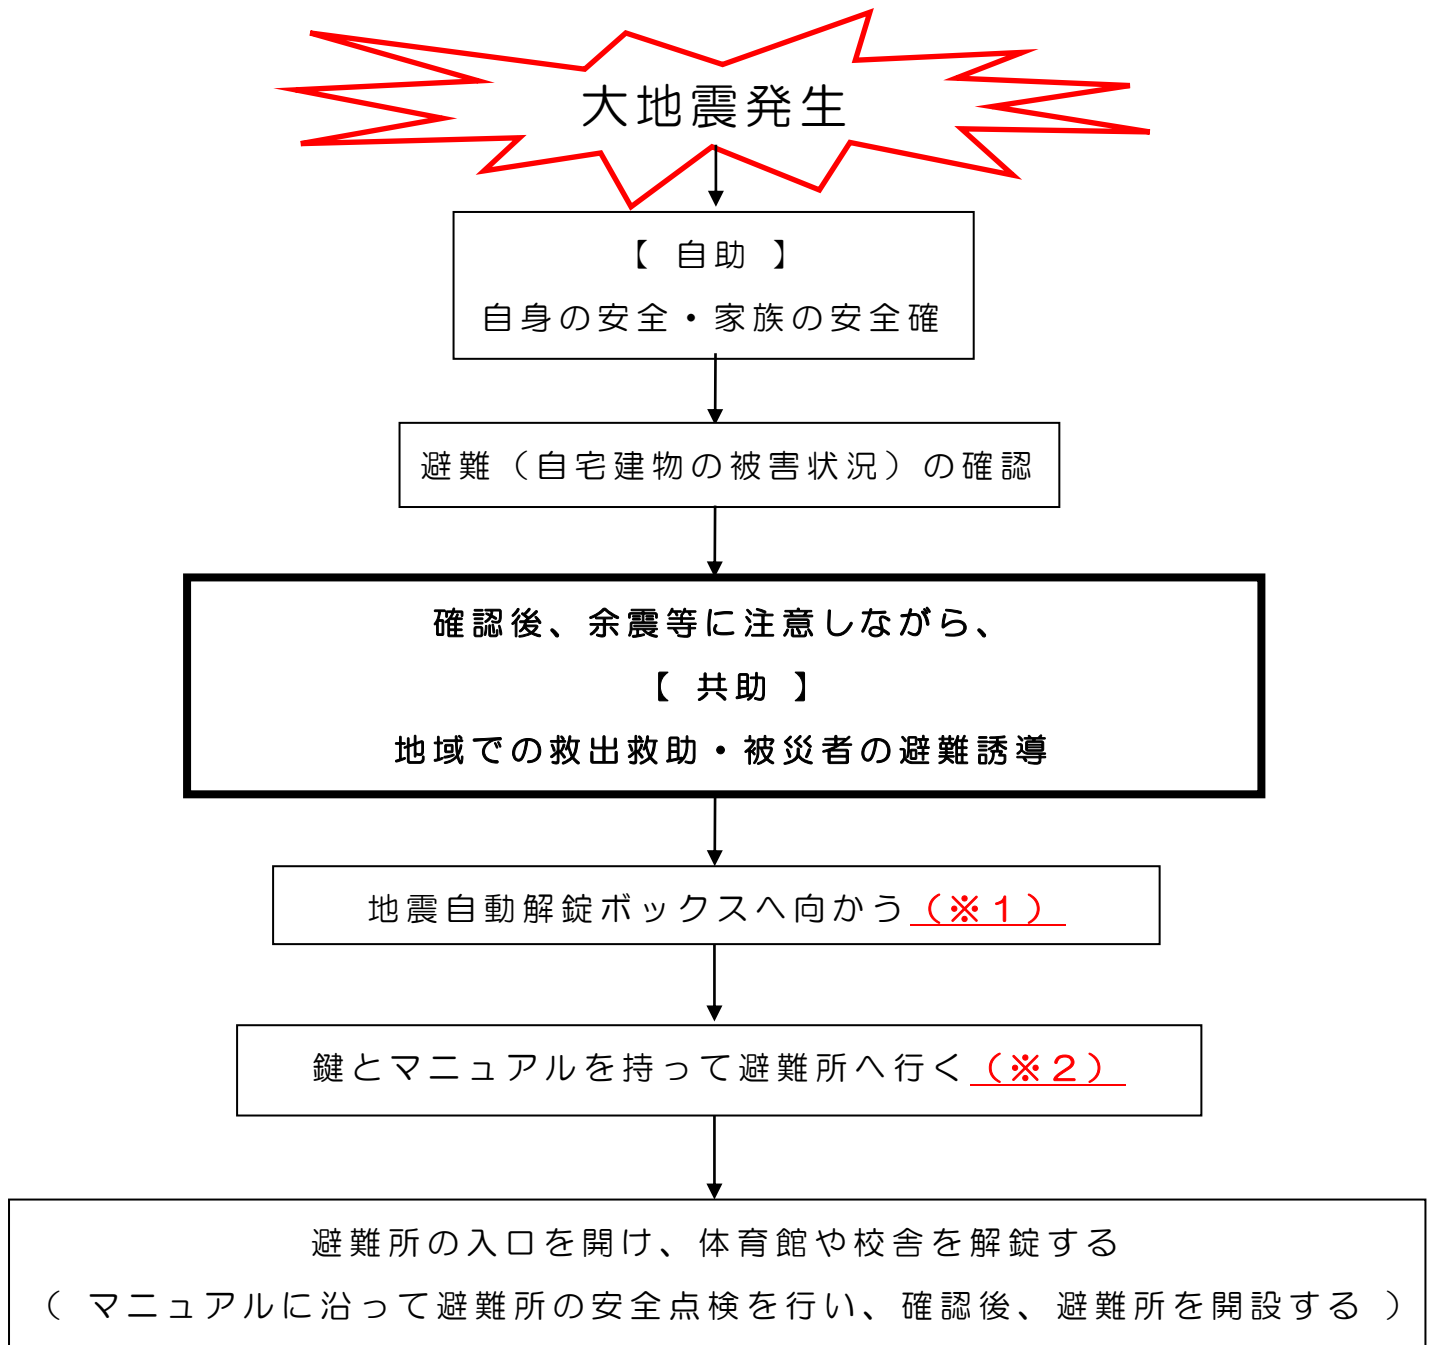 大地震発生
【 自助 】
自身の安全・家族の安全確
避難（自宅建物の被害状況）の確認
確認後、余震等に注意しながら、
【 共助 】
地域での救出救助・被災者の避難誘導
地震自動解錠ボックスへ向かう（※１）
鍵とマニュアルを持って避難所へ行く（※２）
避難所の入口を開け、体育館や校舎を解錠する
（ マニュアルに沿って避難所の安全点検を行い、確認後、避難所を開設する ）